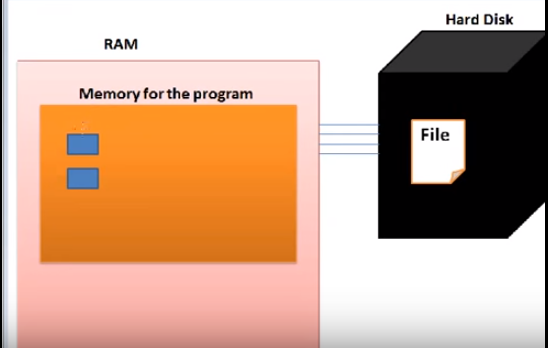 Hard Disk
RAM
Memory for the program
File